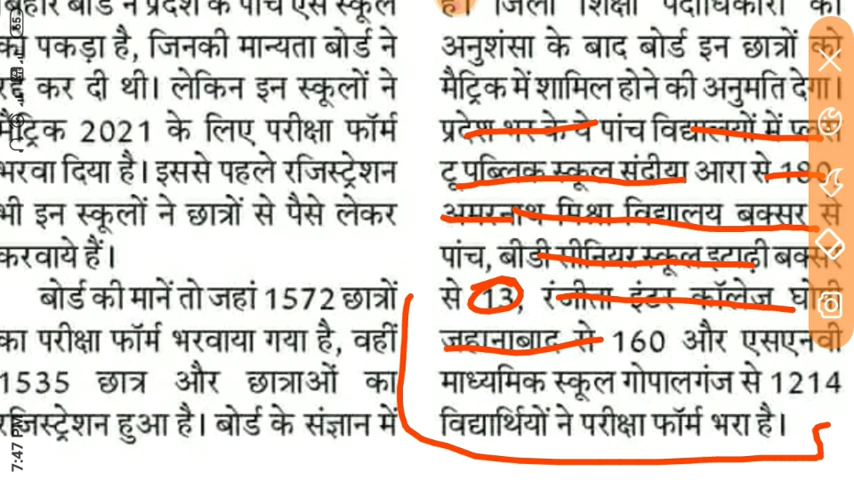 बिहार बोर्ड ने प्रदेश के पांच ऐसे स्कूल
को पकड़ा है, जिनकी मान्यता बोर्ड ने
रद्द कर दी थी। लेकिन इन स्कूलों ने
मैट्रिक 2021 के लिए परीक्षा फॉर्म
भरवा दिया है। इससे पहले रजिस्ट्रेशन
भी इन स्कूलों ने छात्रों से पैसे लेकर
करवाये हैं।
बोर्ड की मानें तो जहां 1572 छात्रों
का परीक्षा फॉर्म भरवाया गया है, वहीं
1535 छात्र और छात्राओं का
रजिस्ट्रेशन हुआ है। बोर्ड के संज्ञान में
है। जिला शिक्षा पदाधिकारी की
अनुशंसा के बाद बोर्ड इन छात्रों को
मैट्रिक में शामिल होने की अनुमति देगा।
प्रदेश भर के ये पांच विद्यालयों में प्लस
टू पब्लिक स्कूल संदीया आरा से 180
अमरनाथ मिश्रा विद्यालय बक्सर से
पांच, बीडी सीनियर स्कूल इटाढ़ी बक्सर
से 13, रंजीता इंटर कॉलेज
जहानाबाद से 160 और एसएनवी
माध्यमिक स्कूल गोपालगंज से 1214
विद्यार्थियों ने परीक्षा फॉर्म भरा है।
7:47 PM